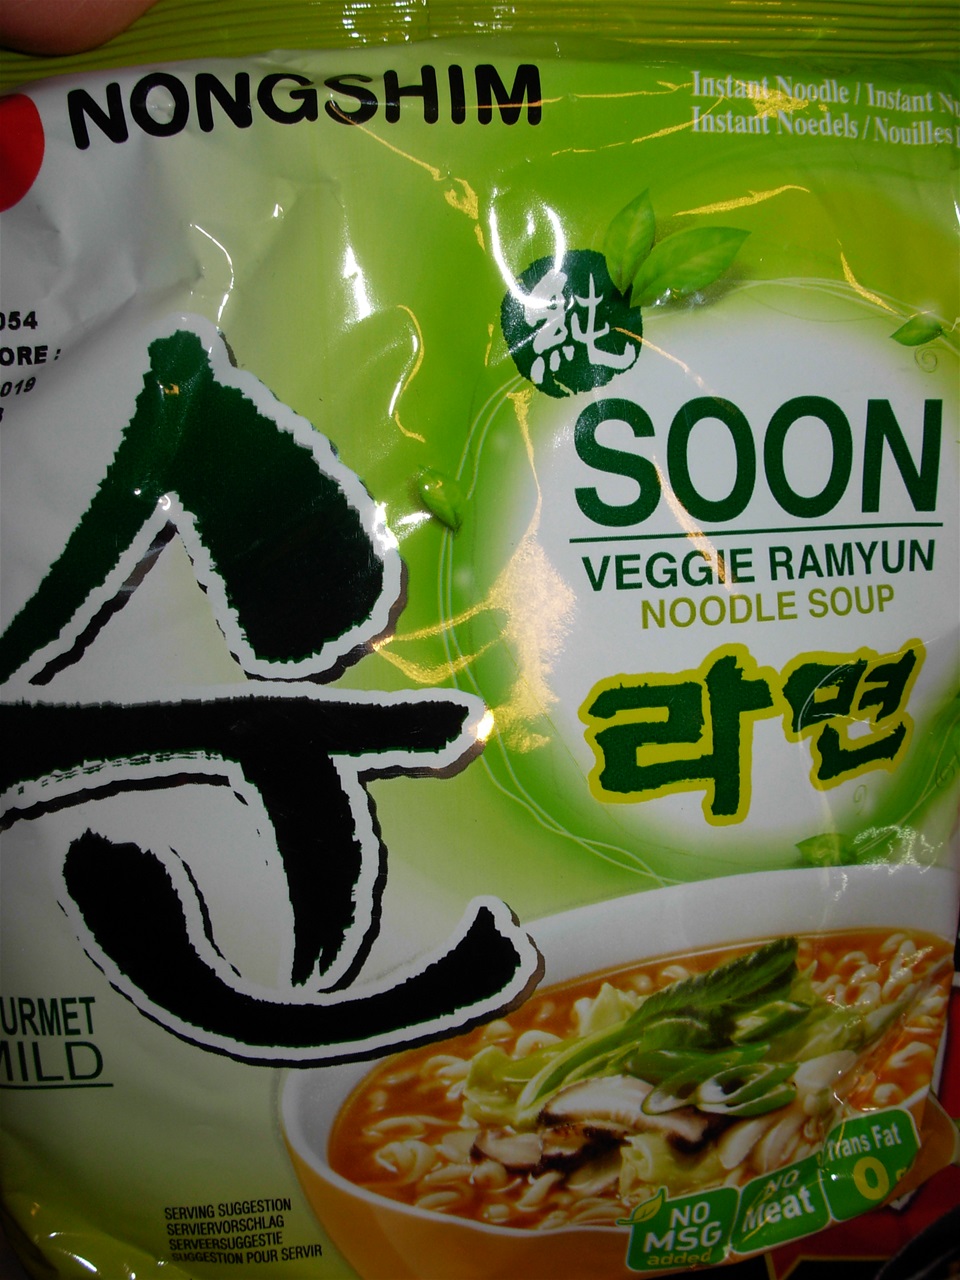 NONGSHIM
Instant Noodle / Instant
Instant Noedels / Nouilles
054
ORE :
019
純
순
SOON
VEGGIE RAMYUN
NOODLE SOUP
라면
URMET
MILD
SERVING SUGGESTION
SERVIERVORSCHLAG
SERVEERSUGGESTIE
SUGGESTION POUR SERVIR
NO
MSG
added
NO
Meat
trans Fat
0